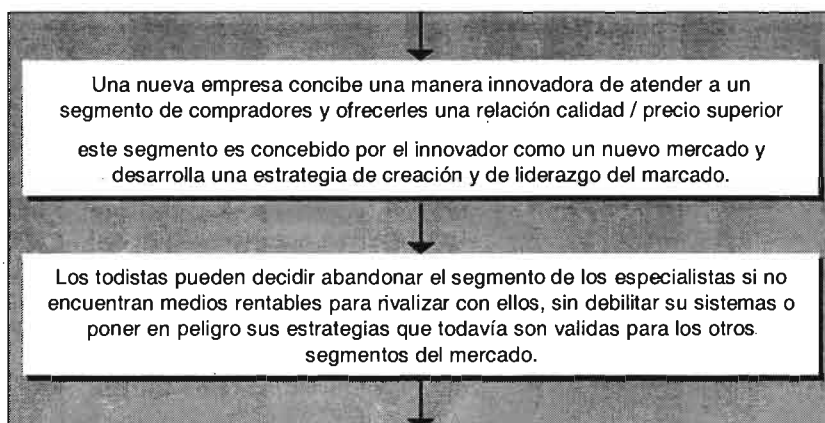 Una nueva empresa concibe una manera innovadora de atender a un
segmento de compradores y ofrecerles una relación calidad / precio superior
este segmento es concebido por el innovador como un nuevo mercado y
desarrolla una estrategia de creación y de liderazgo del marcado.
Los todistas pueden decidir abandonar el segmento de los especialistas si no
encuentran medios rentables para rivalizar con ellos, sin debilitar su sistemas o
poner en peligro sus estrategias que todavía son validas para los otros
segmentos del mercado.